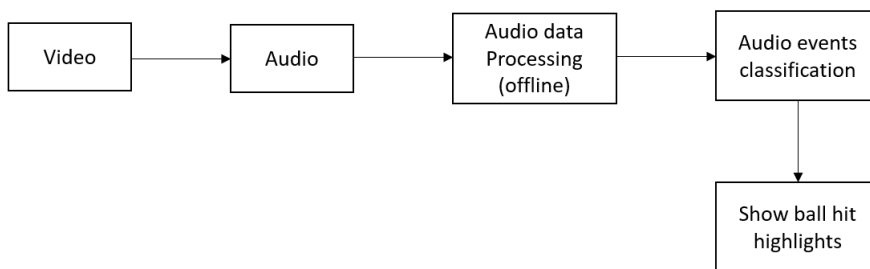 Video
Audio
Audio data
Processing
(offline)
Audio events
classification
Show ball hit
highlights